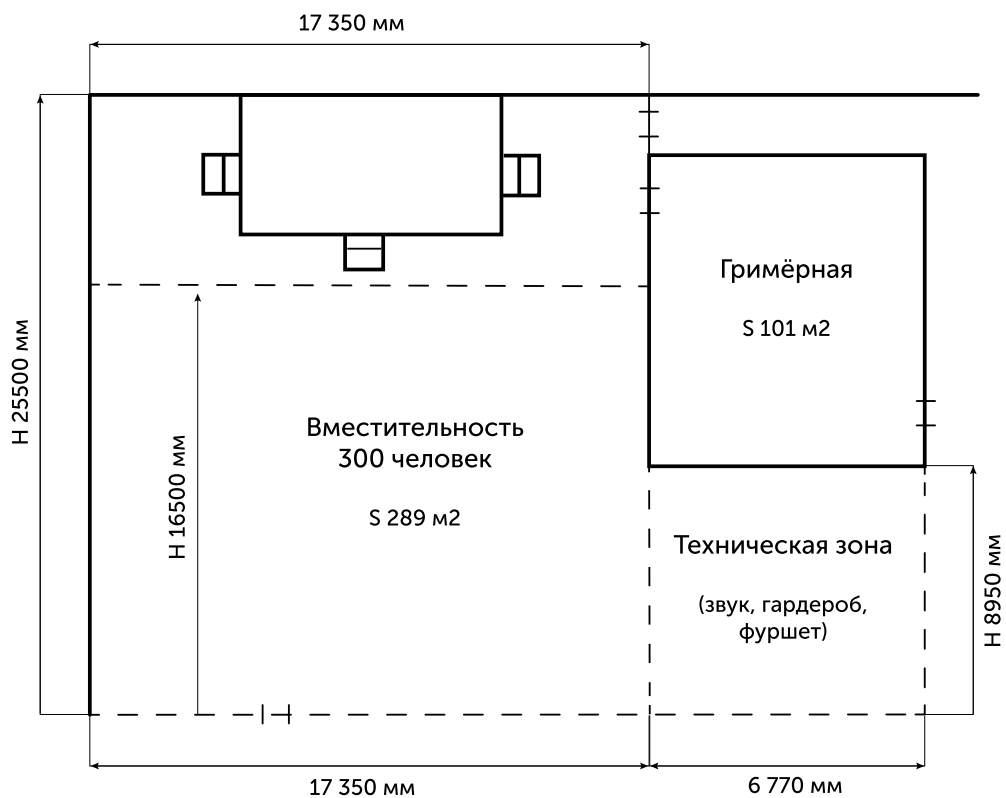 17 350 мм
Гримёрная
S 101 м2
H 25500 мм
Вместительность
300 человек
H 16500 мм
S 289 м2
Техническая зона
(звук, гардероб,
фуршет)
H 8950 мм
17 350 мм
6 770 мм